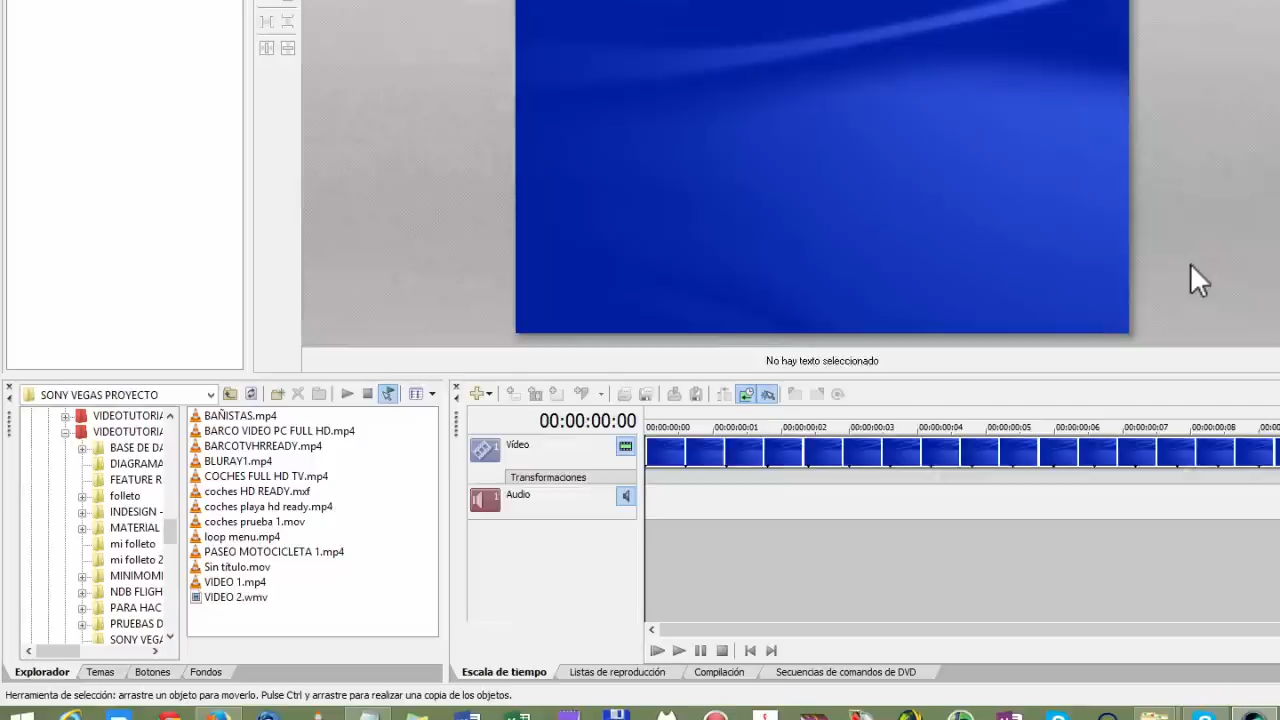 No hay texto seleccionado
SONY VEGAS PROYECTO
VIDEOTUTORIA
VIDEOTUTORIA
BASE DE DA
DIAGRAMA
FEATURE R
folleto
INDESIGN -
MATERIAL
mi folleto
mi folleto 2
MINIMOMI
NDB FLIGH
PARA HAC
PRUEBAS D
SONY VEGA
BAÑISTAS.mp4
BARCO VIDEO PC FULL HD.mp4
BARCOTVHRREADY.mp4
BLURAY1.mp4
COCHES FULL HD TV.mp4
coches HD READY.mxf
coches playa hd ready.mp4
coches prueba 1.mov
loop menu.mp4
PASEO MOTOCICLETA 1.mp4
Sin título.mov
VIDEO 1.mp4
VIDEO 2.wmv
Explorador Temas Botones Fondos
00:00:00:00
00:00:00:00 00:00:00:01 00:00:00:02 00:00:00:03 00:00:00:04 00:00:00:05 00:00:00:06 00:00:00:07 00:00:00:08 00:00
1 Vídeo
Transformaciones
1 Audio
Escala de tiempo Listas de reproducción Compilación Secuencias de comandos de DVD
Herramienta de selección: arrastre un objeto para moverlo. Pulse Ctrl y arrastre para realizar una copia de los objetos.